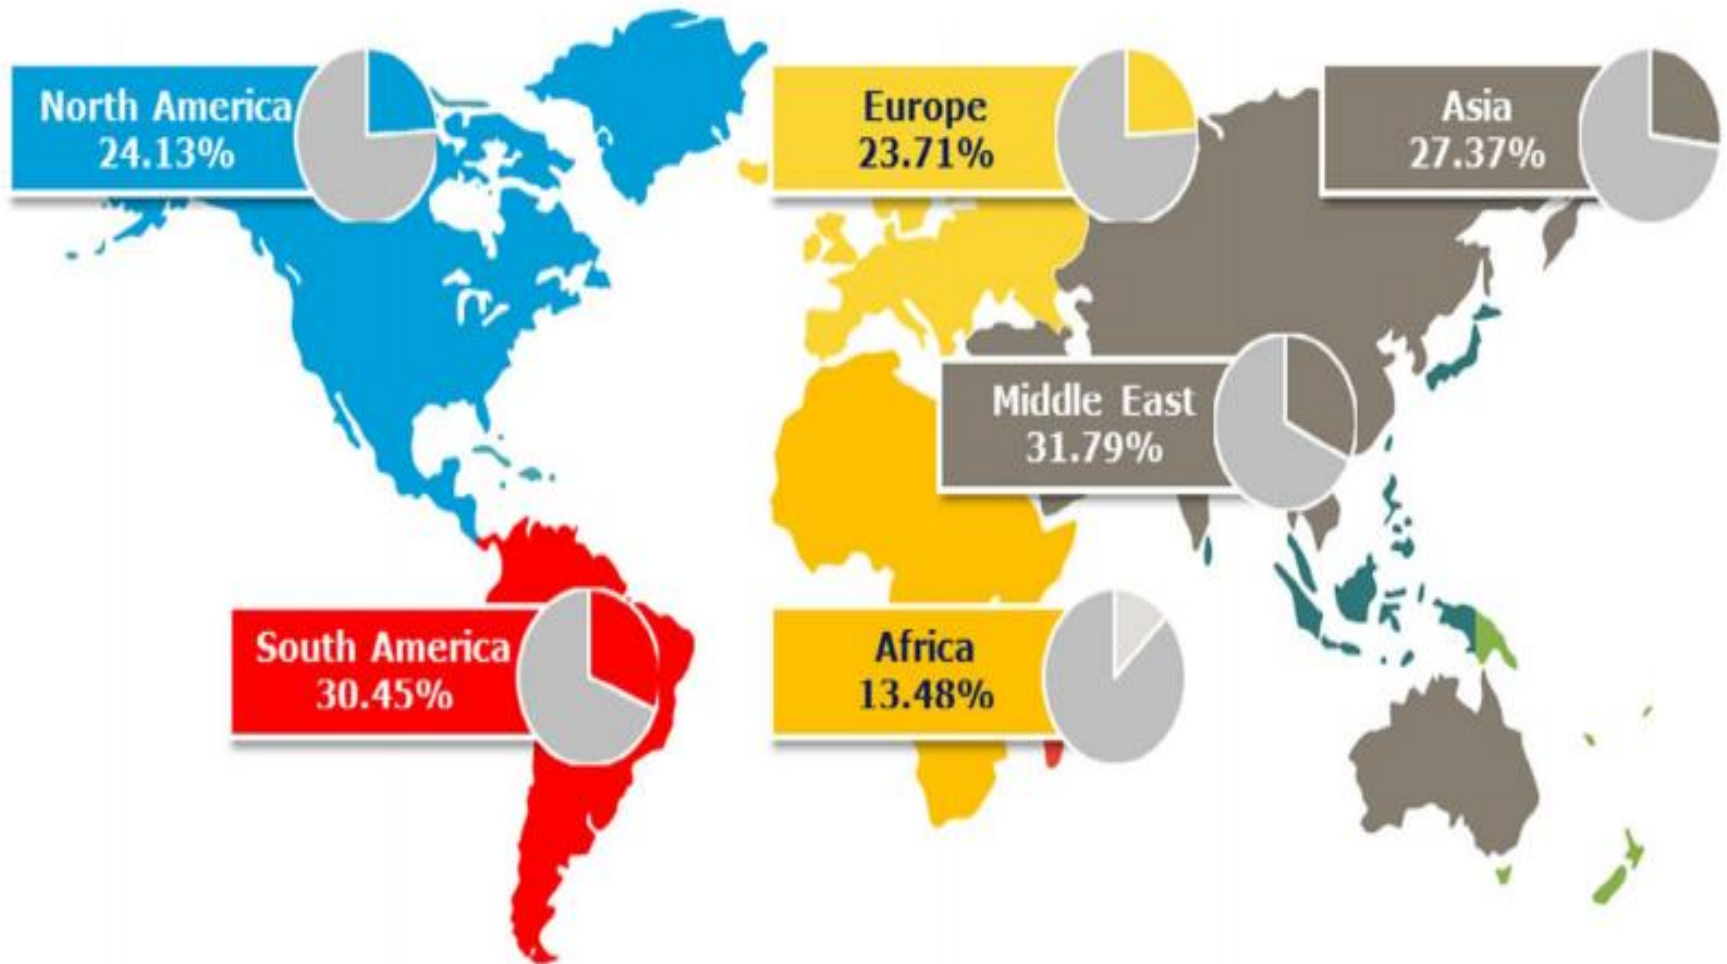 North America
24.13%
Europe
23.71%
Asia
27.37%
Middle East
31.79%
South America
30.45%
Africa
13.48%